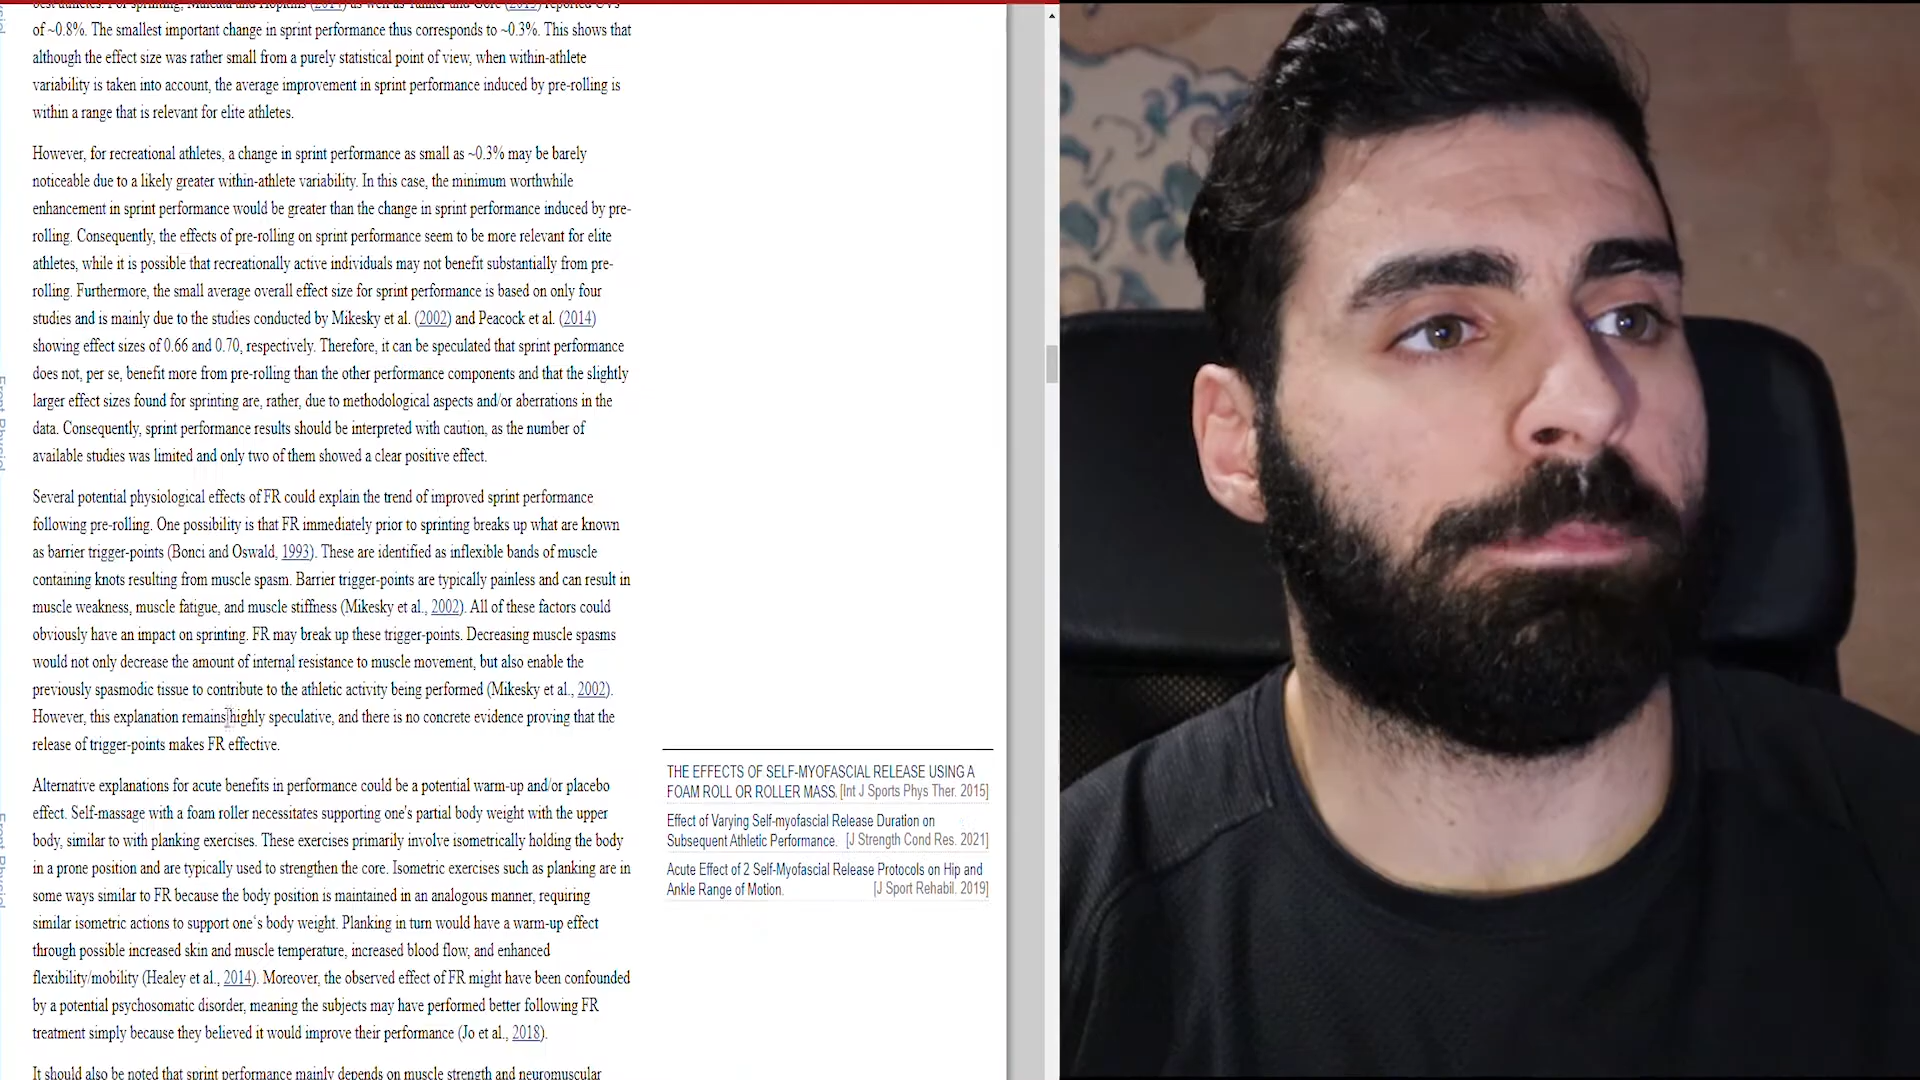 of ~0.8%. The smallest important change in sprint performance thus corresponds to ~0.3%. This shows that
although the effect size was rather small from a purely statistical point of view, when within-athlete
variability is taken into account, the average improvement in sprint performance induced by pre-rolling is
within a range that is relevant for elite athletes.
However, for recreational athletes, a change in sprint performance as small as ~0.3% may be barely
noticeable due to a likely greater within-athlete variability. In this case, the minimum worthwhile
enhancement in sprint performance would be greater than the change in sprint performance induced by pre-
rolling. Consequently, the effects of pre-rolling on sprint performance seem to be more relevant for elite
athletes, while it is possible that recreationally active individuals may not benefit substantially from pre-
rolling. Furthermore, the small average overall effect size for sprint performance is based on only four
studies and is mainly due to the studies conducted by Mikesky et al. (2002) and Peacock et al. (2014)
showing effect sizes of 0.66 and 0.70, respectively. Therefore, it can be speculated that sprint performance
does not, per se, benefit more from pre-rolling than the other performance components and that the slightly
larger effect sizes found for sprinting are, rather, due to methodological aspects and/or aberrations in the
data. Consequently, sprint performance results should be interpreted with caution, as the number of
available studies was limited and only two of them showed a clear positive effect.
Several potential physiological effects of FR could explain the trend of improved sprint performance
following pre-rolling. One possibility is that FR immediately prior to sprinting breaks up what are known
as barrier trigger-points (Bonci and Oswald, 1993). These are identified as inflexible bands of muscle
containing knots resulting from muscle spasm. Barrier trigger-points are typically painless and can result in
muscle weakness, muscle fatigue, and muscle stiffness (Mikesky et al., 2002). All of these factors could
obviously have an impact on sprinting. FR may break up these trigger-points. Decreasing muscle spasms
would not only decrease the amount of internal resistance to muscle movement, but also enable the
previously spasmodic tissue to contribute to the athletic activity being performed (Mikesky et al., 2002).
However, this explanation remains highly speculative, and there is no concrete evidence proving that the
release of trigger-points makes FR effective.
Alternative explanations for acute benefits in performance could be a potential warm-up and/or placebo
effect. Self-massage with a foam roller necessitates supporting one's partial body weight with the upper
body, similar to with planking exercises. These exercises primarily involve isometrically holding the body
in a prone position and are typically used to strengthen the core. Isometric exercises such as planking are in
some ways similar to FR because the body position is maintained in an analogous manner, requiring
similar isometric actions to support one's body weight. Planking in turn would have a warm-up effect
through possible increased skin and muscle temperature, increased blood flow, and enhanced
flexibility/mobility (Healey et al., 2014). Moreover, the observed effect of FR might have been confounded
by a potential psychosomatic disorder, meaning the subjects may have performed better following FR
treatment simply because they believed it would improve their performance (Jo et al., 2018).
It should also be noted that sprint performance mainly depends on muscle strength and neuromuscular
THE EFFECTS OF SELF-MYOFASCIAL RELEASE USING A
FOAM ROLL OR ROLLER MASS. [Int J Sports Phys Ther. 2015]
Effect of Varying Self-myofascial Release Duration on
Subsequent Athletic Performance. [J Strength Cond Res. 2021]
Acute Effect of 2 Self-Myofascial Release Protocols on Hip and
Ankle Range of Motion. [J Sport Rehabil. 2019]